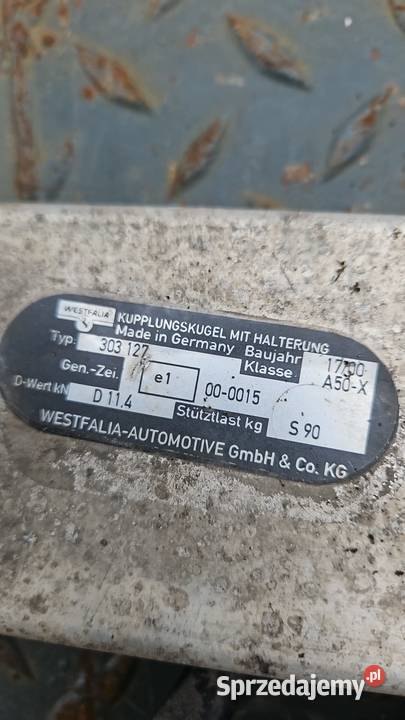 WESTFALIA KUPPLUNGSKUGEL MIT HALTERUNG
Made in Germany Baujahr 17/00
Typ: 303 127 Klasse A50-X
Gen.-Zei. e1 00-0015
D-Wert kN D 11,4 Stützlast kg S 90
WESTFALIA-AUTOMOTIVE GmbH & Co. KG
Sprzedajemy.pl